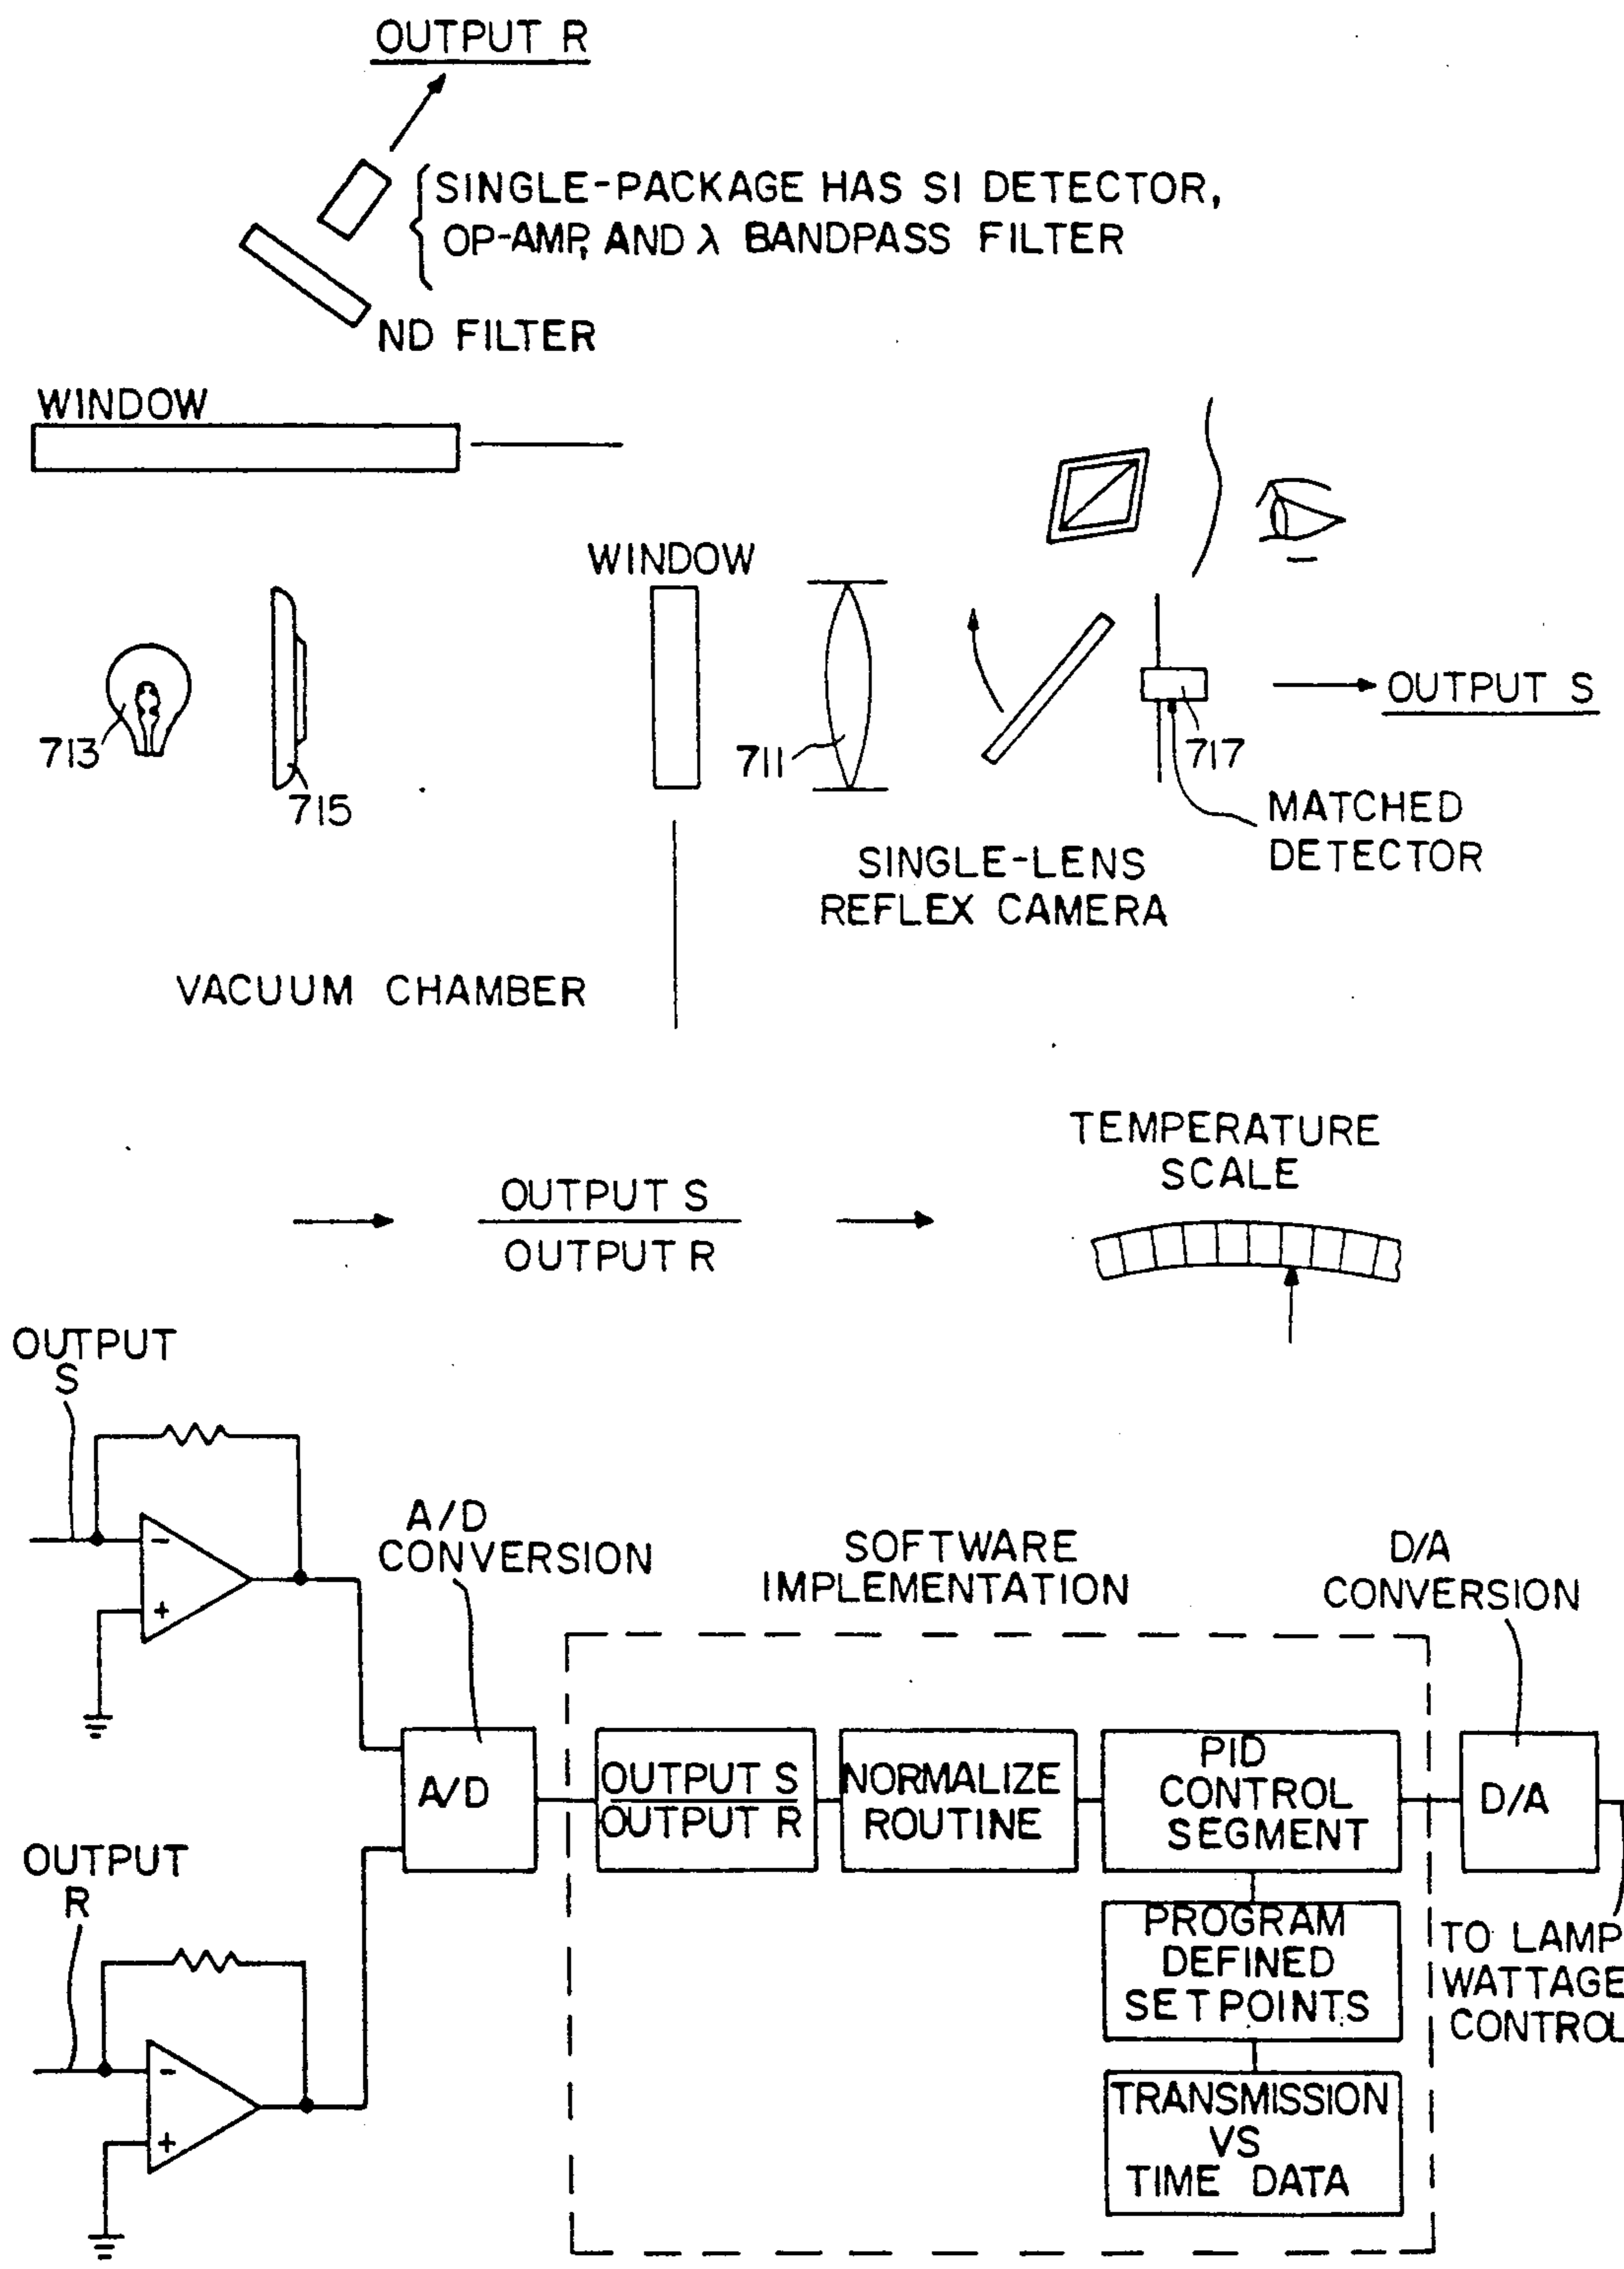 OUTPUT R
SINGLE-PACKAGE HAS SI DETECTOR,
OP-AMP, AND λ BANDPASS FILTER
ND FILTER
WINDOW
WINDOW
713
715
711
717
OUTPUT S
MATCHED
DETECTOR
SINGLE-LENS
REFLEX CAMERA
VACUUM CHAMBER
TEMPERATURE
SCALE
OUTPUT S
OUTPUT R
OUTPUT
S
-
+
A/D
CONVERSION
SOFTWARE
IMPLEMENTATION
D/A
CONVERSION
A/D
OUTPUT S
OUTPUT R
NORMALIZE
ROUTINE
PID
CONTROL
SEGMENT
D/A
OUTPUT
R
-
+
PROGRAM
DEFINED
SETPOINTS
TO LAMP
WATTAGE
CONTROL
TRANSMISSION
VS
TIME DATA